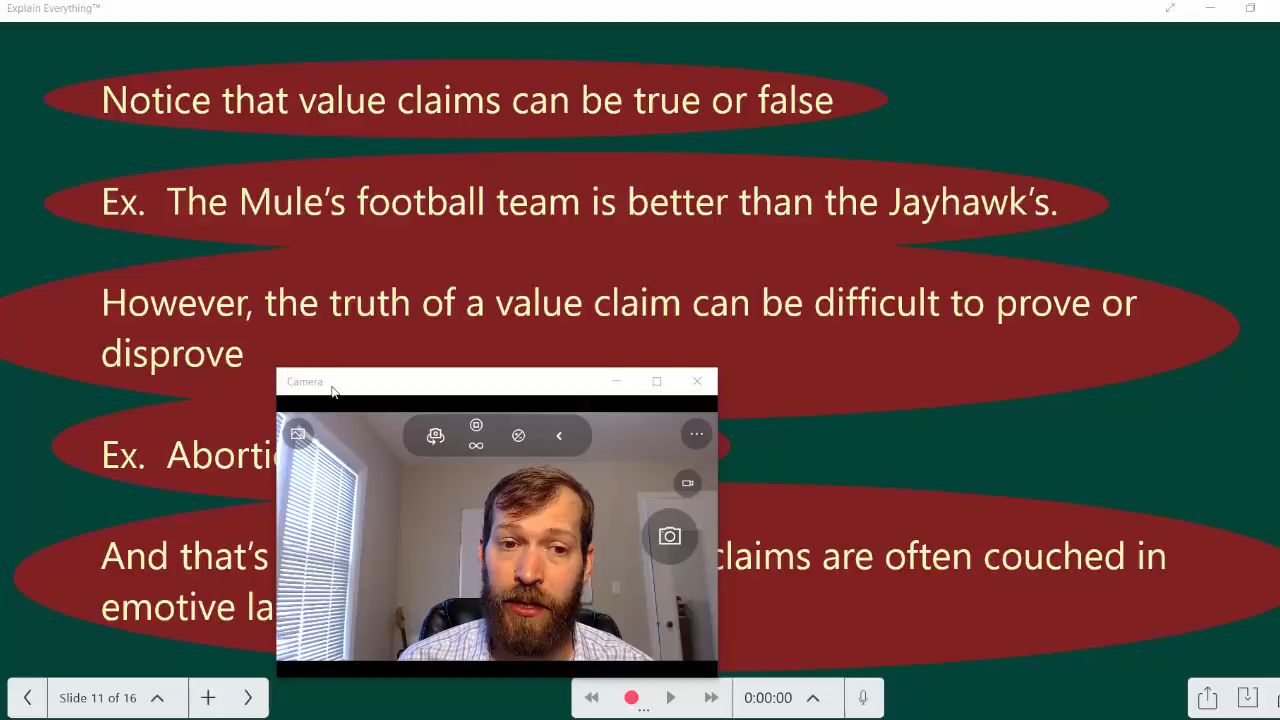 Explain Everything™
Notice that value claims can be true or false
Ex. The Mule's football team is better than the Jayhawk's.
However, the truth of a value claim can be difficult to prove or
disprove
Camera
Ex.
And that's claims are often couched in
emotive
Slide 11 of 16
0:00:00